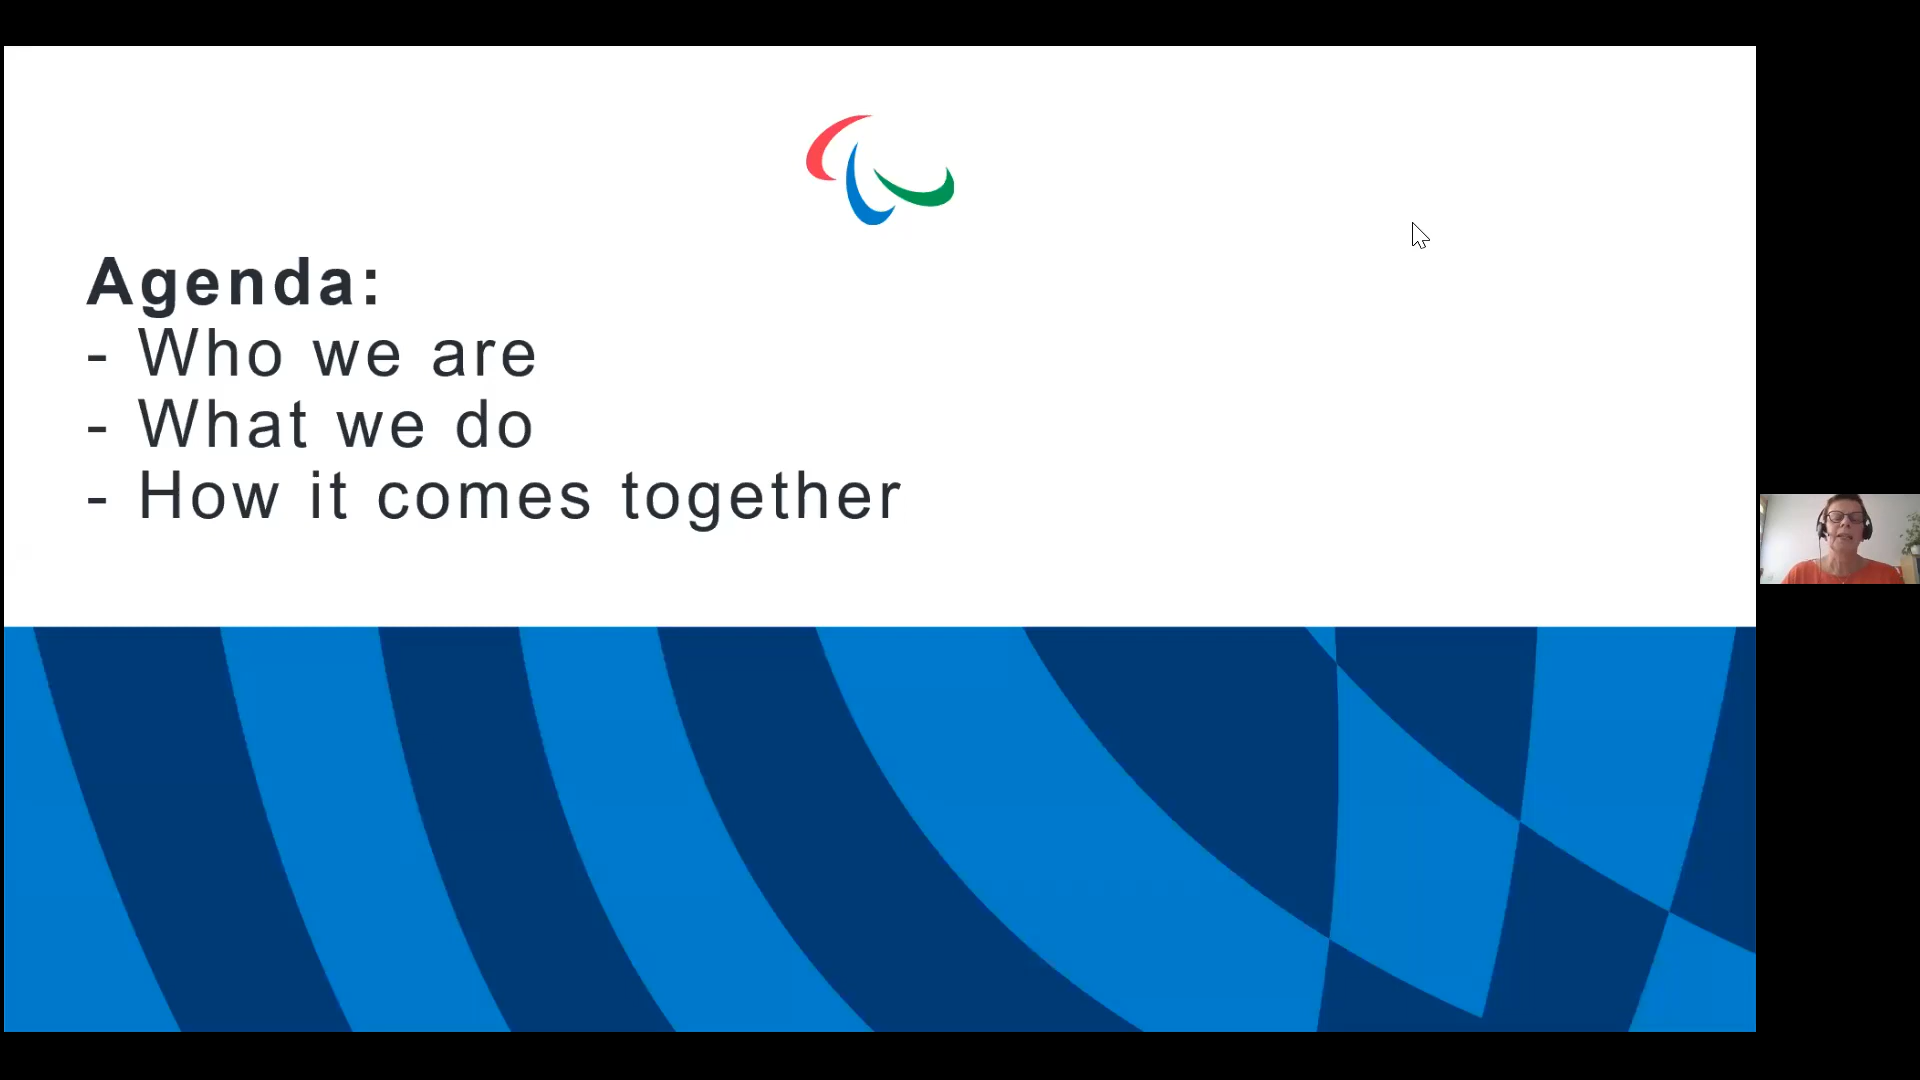 Agenda:
- Who we are
- What we do
- How it comes together